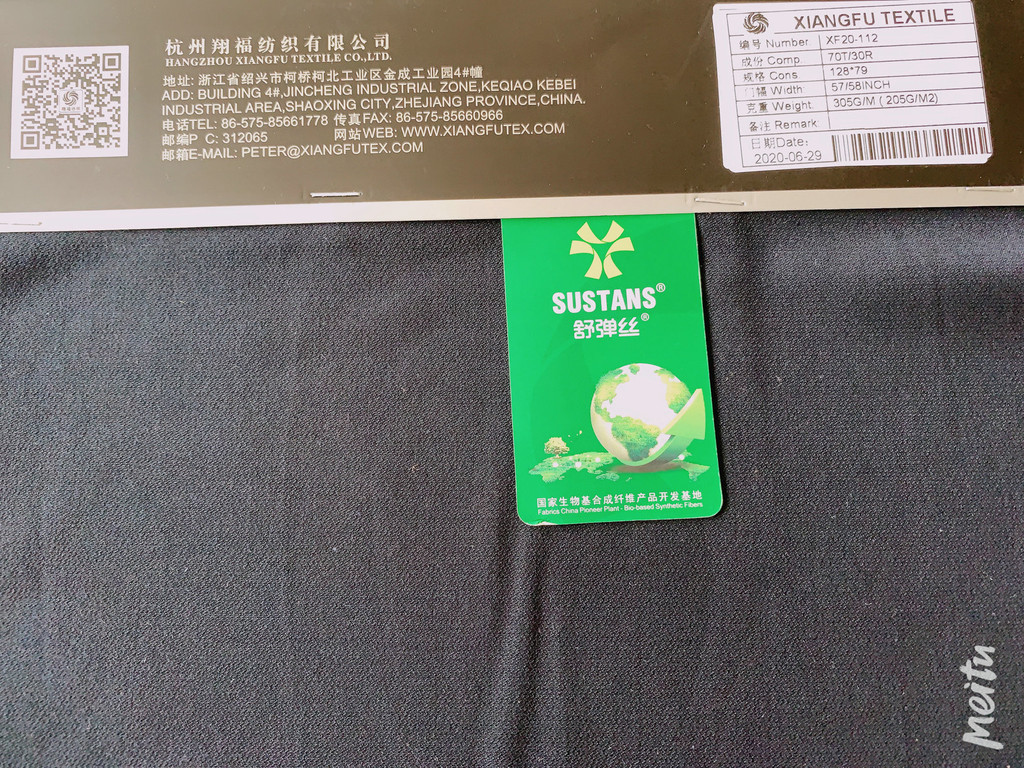 杭州翔福纺织有限公司
HANGZHOU XIANGFU TEXTILE CO.,LTD.
地址: 浙江省绍兴市柯桥柯北工业区金成工业园4#幢
ADD: BUILDING 4#,JINCHENG INDUSTRIAL ZONE,KEQIAO KEBEI
INDUSTRIAL AREA,SHAOXING CITY,ZHEJIANG PROVINCE,CHINA.
电话TEL: 86-575-85661778 传真FAX: 86-575-85660966
邮编P C: 312065 网站WEB: WWW.XIANGFUTEX.COM
邮箱E-MAIL: PETER@XIANGFUTEX.COM
XIANGFU TEXTILE
编号 Number XF20-112
成份 Comp. 70T/30R
规格 Cons. 128*79
门幅 Width: 57/58INCH
克重 Weight. 305G/M ( 205G/M2)
备注 Remark:
日期Date:
2020-06-29
SUSTANS®
舒弹丝®
国家生物基合成纤维产品开发基地
Fabrics China Pioneer Plant - Bio-based Synthetic Fibers
meitu